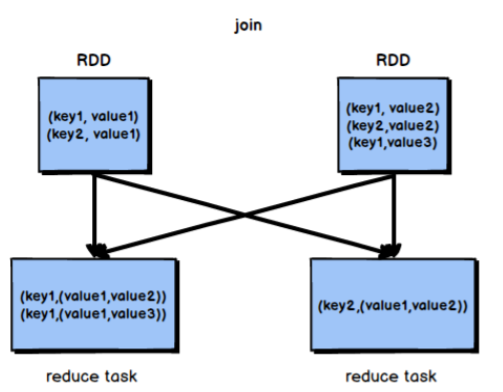 join
RDD
RDD
(key1, value1)
(key2, value1)
(key1, value2)
(key2,value2)
(key1,value3)
(key1,(value1,value2))
(key1,(value1,value3))
(key2,(value1,value2))
reduce task
reduce task